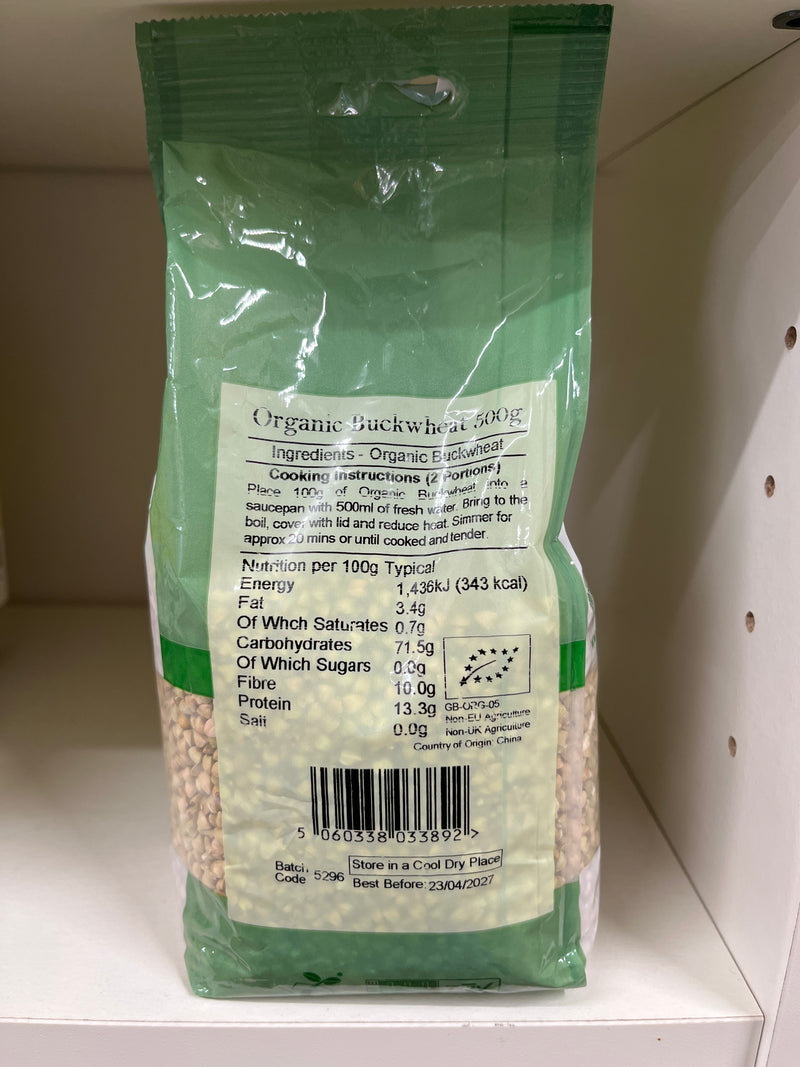 Organic Buckwheat 500g
Ingredients - Organic Buckwheat
Cooking Instructions (2 Portions)
Place 100g of Organic Buckwheat into a
saucepan with 500ml of fresh water. Bring to the
boil, cover with lid and reduce heat. Simmer for
approx 20 mins or until cooked and tender.
Nutrition per 100g Typical
Energy 1,436kJ (343 kcal)
Fat 3.4g
Of Whch Saturates 0.7g
Carbohydrates 71.5g
Of Which Sugars 0.0g
Fibre 10.0g
Protein 13.3g
Salt 0.0g
GB-ORG-05
Non-EU Agriculture
Non-UK Agriculture
Country of Origin: China
5 060338 033892 >
Batch Code 5296
Store in a Cool Dry Place
Best Before: 23/04/2027